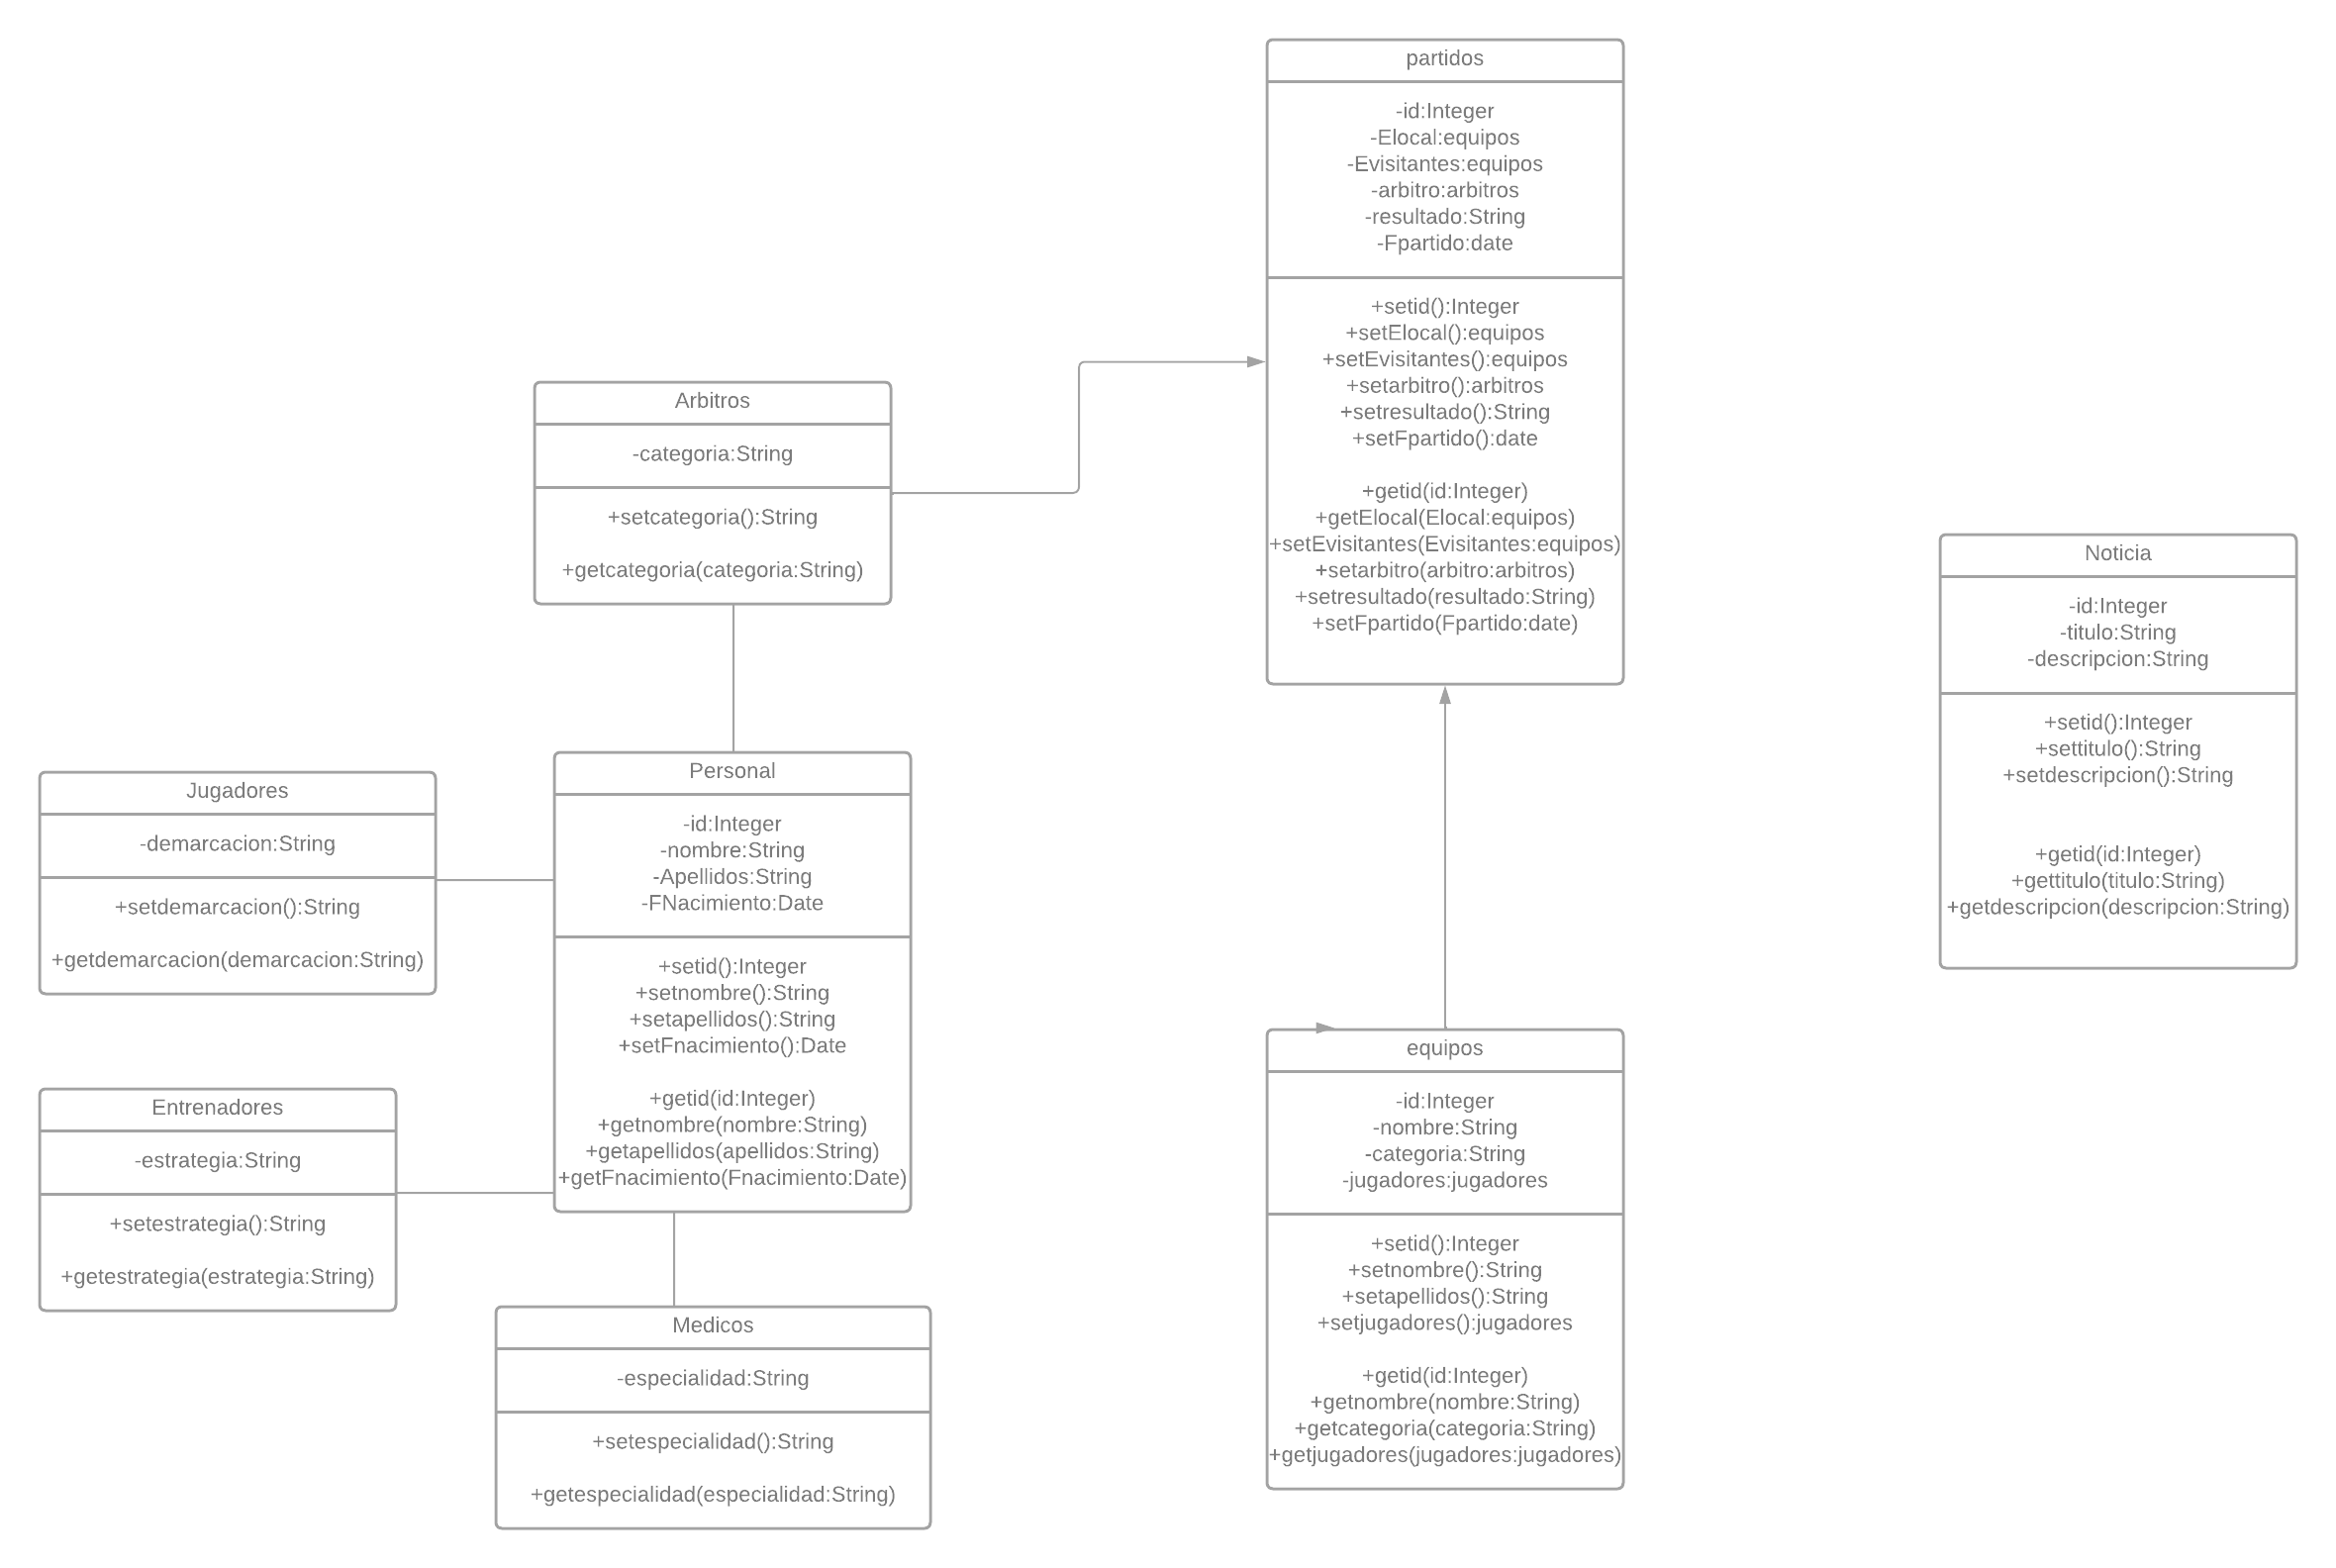 partidos
-id:Integer
-Elocal:equipos
-Evisitantes:equipos
-arbitro:arbitros
-resultado:String
-Fpartido:date
+setid():Integer
+setElocal():equipos
+setEvisitantes():equipos
+setarbitro():arbitros
+setresultado():String
+setFpartido():date
+getid(id:Integer)
+getElocal(Elocal:equipos)
+setEvisitantes(Evisitantes:equipos)
+setarbitro(arbitro:arbitros)
+setresultado(resultado:String)
+setFpartido(Fpartido:date)
Arbitros
-categoria:String
+setcategoria():String
+getcategoria(categoria:String)
Noticia
-id:Integer
-titulo:String
-descripcion:String
+setid():Integer
+settitulo():String
+setdescripcion():String
+getid(id:Integer)
+gettitulo(titulo:String)
+getdescripcion(descripcion:String)
Personal
-id:Integer
-nombre:String
-Apellidos:String
-FNacimiento:Date
+setid():Integer
+setnombre():String
+setapellidos():String
+setFnacimiento():Date
+getid(id:Integer)
+getnombre(nombre:String)
+getapellidos(apellidos:String)
+getFnacimiento(Fnacimiento:Date)
Jugadores
-demarcacion:String
+setdemarcacion():String
+getdemarcacion(demarcacion:String)
Entrenadores
-estrategia:String
+setestrategia():String
+getestrategia(estrategia:String)
equipos
-id:Integer
-nombre:String
-categoria:String
-jugadores:jugadores
+setid():Integer
+setnombre():String
+setapellidos():String
+setjugadores():jugadores
+getid(id:Integer)
+getnombre(nombre:String)
+getcategoria(categoria:String)
+getjugadores(jugadores:jugadores)
Medicos
-especialidad:String
+setespecialidad():String
+getespecialidad(especialidad:String)